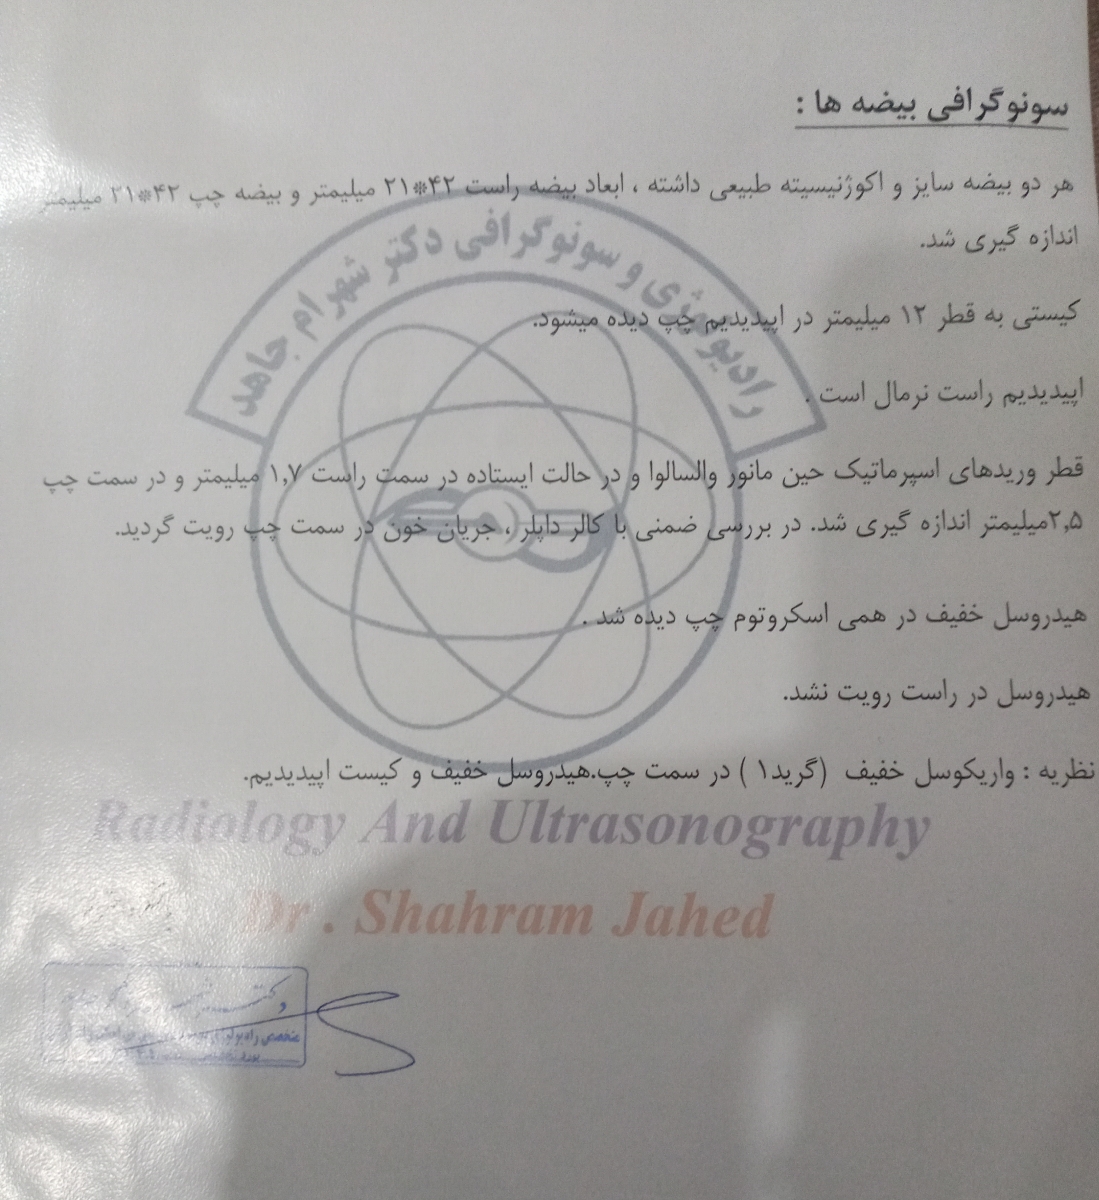 سونوگرافی بیضه ها :
هر دو بیضه سایز و اکوژنیسیته طبیعی داشته ، ابعاد بیضه راست ۴۲*۲۱ میلیمتر و بیضه چپ ۴۲*۲۱ میلیمتر
اندازه گیری شد.
کیستی به قطر ۱۲ میلیمتر در اپیدیدیم چپ دیده میشود.
اپیدیدیم راست نرمال است .
قطر وریدهای اسپرماتیک حین مانور والسالوا و در حالت ایستاده در سمت راست ۱,۷ میلیمتر و در سمت چپ
۲,۵میلیمتر اندازه گیری شد. در بررسی ضمنی با کالر داپلر ، جریان خون در سمت چپ رویت گردید.
هیدروسل خفیف در همی اسکروتوم چپ دیده شد .
هیدروسل در راست رویت نشد.
نظریه : واریکوسل خفیف (گرید۱ ) در سمت چپ.هیدروسل خفیف و کیست اپیدیدیم.
رادیولوژی و سونوگرافی دکتر شهرام جاهد
Radiology And Ultrasonography
Dr . Shahram Jahed